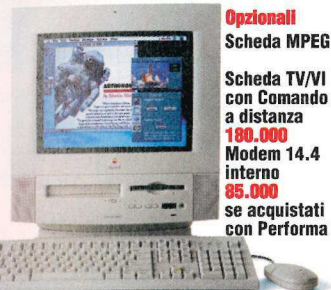 Opzionali
Scheda MPEG
Scheda TV/VI
con Comando
a distanza
180.000
Modem 14.4
interno
85.000
se acquistati
con Performa